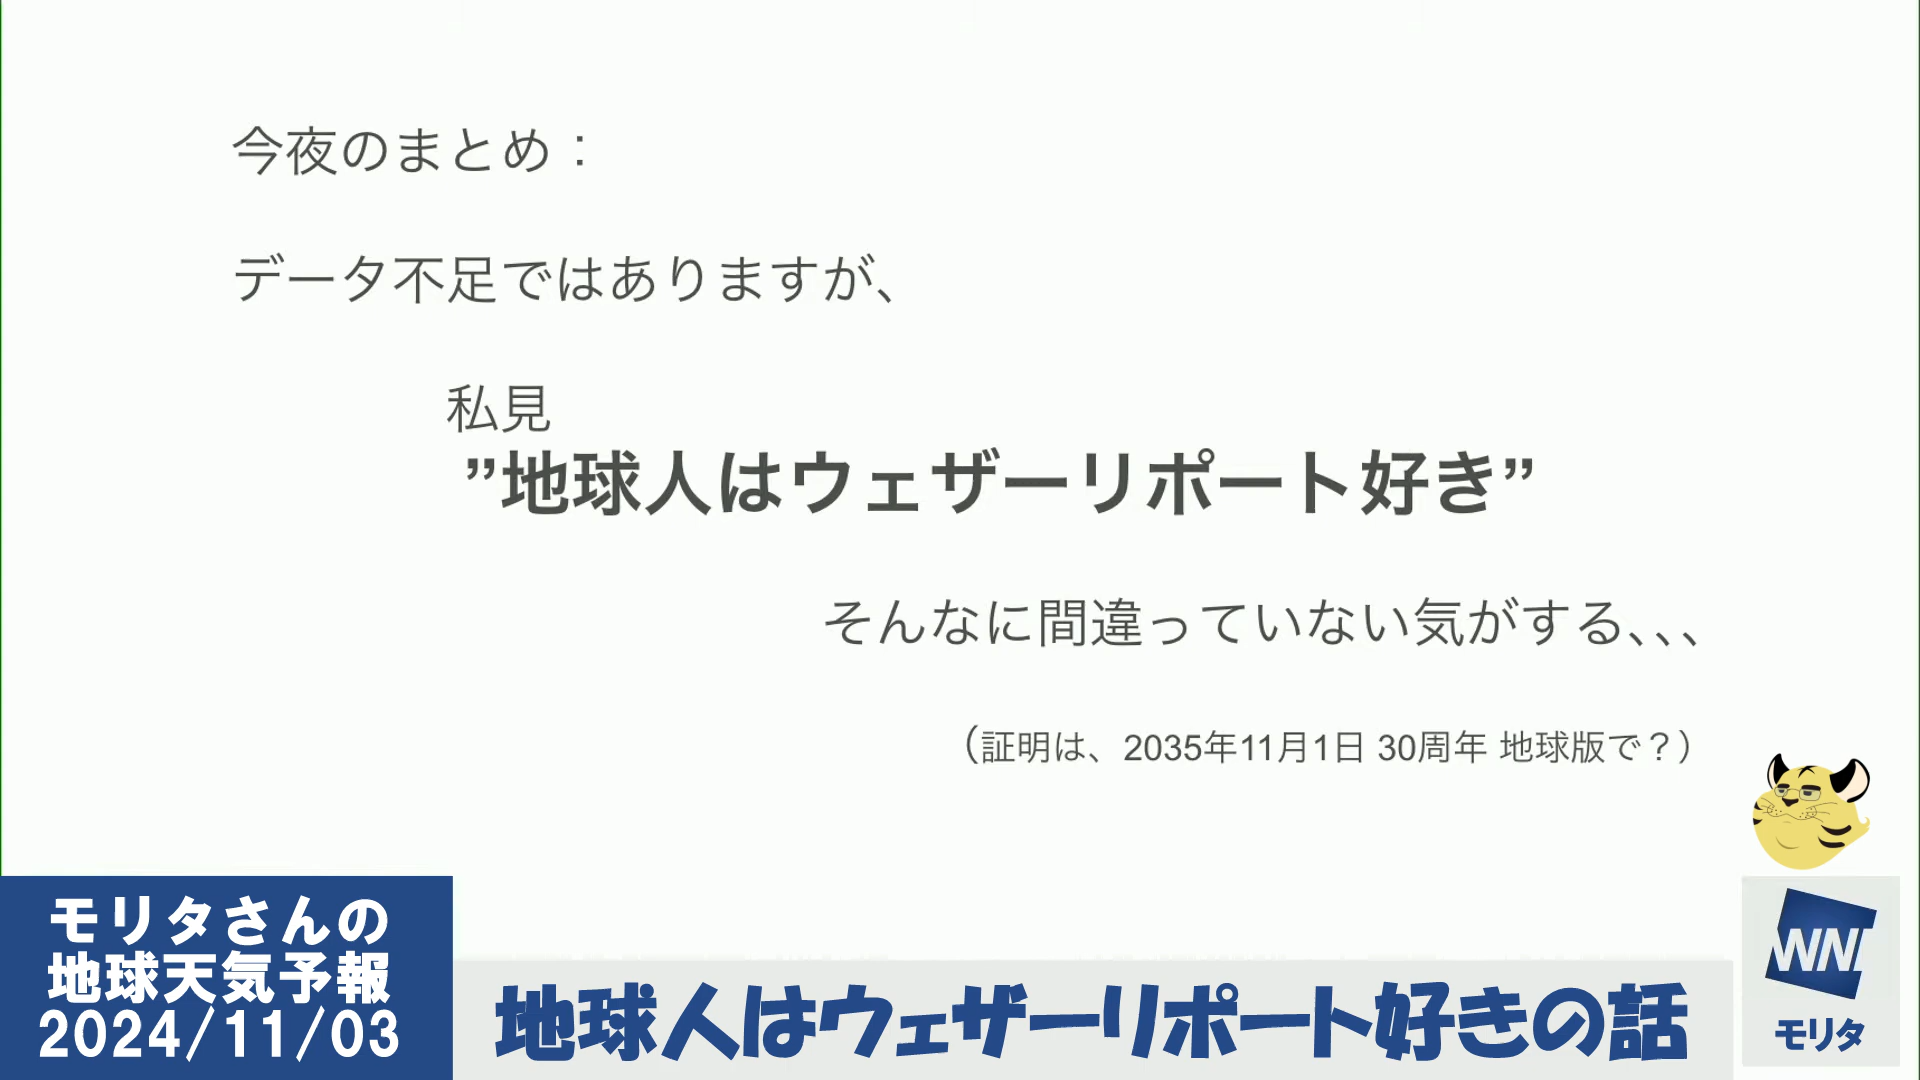 今夜のまとめ：
データ不足ではありますが、
私見
”地球人はウェザーリポート好き”
そんなに間違っていない気がする、、、
（証明は、2035年11月1日 30周年 地球版で？）
モリタさんの
地球天気予報
2024/11/03
地球人はウェザーリポート好きの話
WNI
モリタ